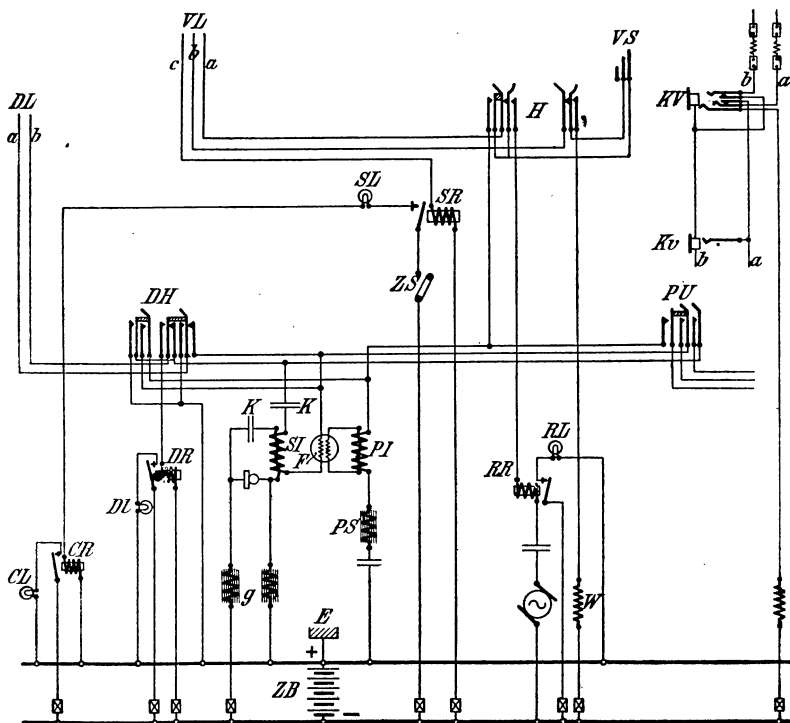 VL
c b a
VS
b a
DL
a b
H
KV
SL
SR
Kv
b a
ZS
DH
PU
K K
SI F PI
RL
DR
RR
Dl
PS
CR
CL
g
W
E
+
ZB
−